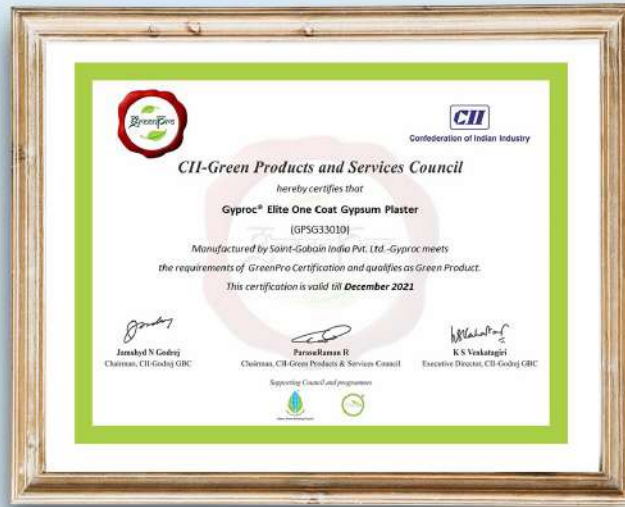 GreenPro
CII
Confederation of Indian Industry
CII-Green Products and Services Council
hereby certifies that
Gyproc® Elite One Coat Gypsum Plaster
(GPSG33010)
Manufactured by Saint-Gobain India Pvt. Ltd.-Gyproc meets
the requirements of GreenPro Certification and qualifies as Green Product.
This certification is valid till December 2021
Jamshyd N Godrej
Chairman, CII-Godrej GBC
ParasuRaman R
Chairman, CII-Green Products & Services Council
K S Venkatagiri
Executive Director, CII-Godrej GBC
Supporting Council and programmes